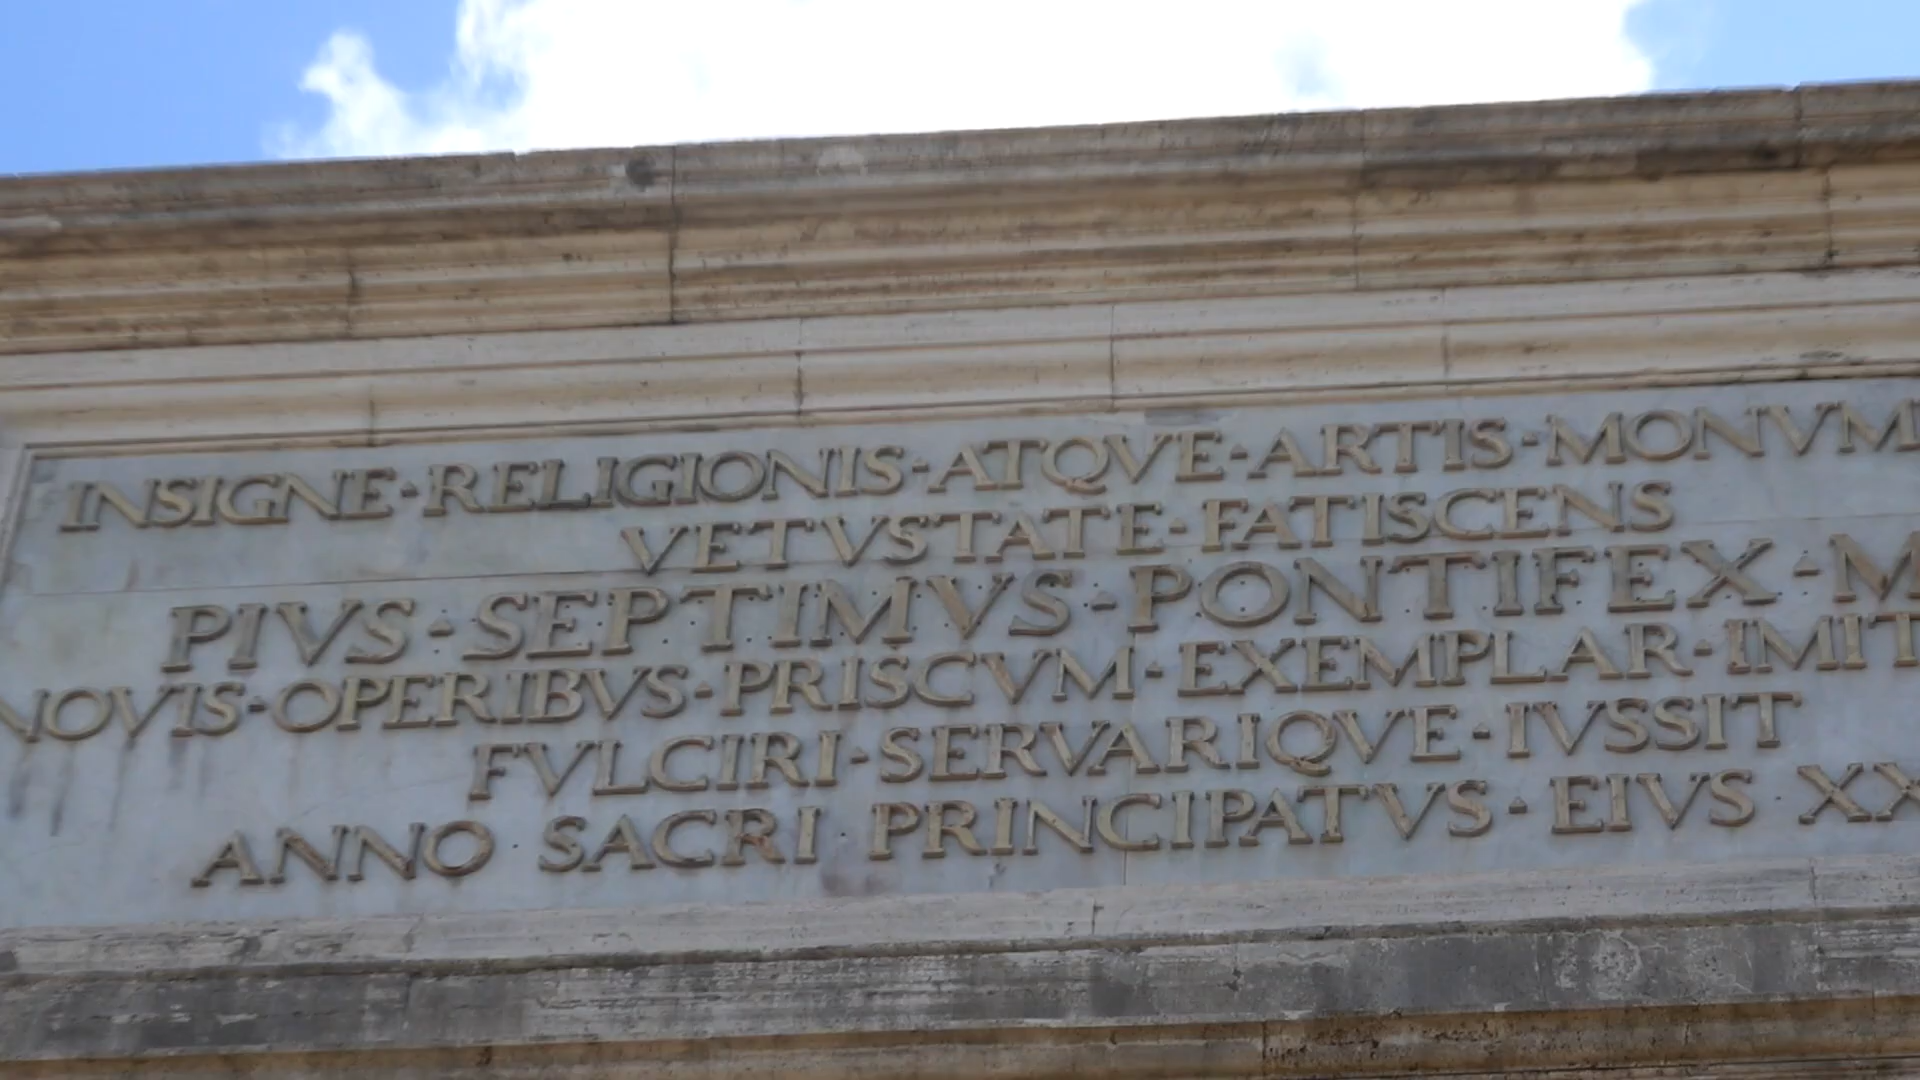 INSIGNE·RELIGIONIS·ATQVE·ARTIS·MONVM
VETVSTATE·FATISCENS
PIVS·SEPTIMVS·PONTIFEX·M
NOVIS·OPERIBVS·PRISCVM·EXEMPLAR·IMIT
FVLCIRI·SERVARIQVE·IVSSIT
ANNO·SACRI PRINCIPATVS·EIVS XX